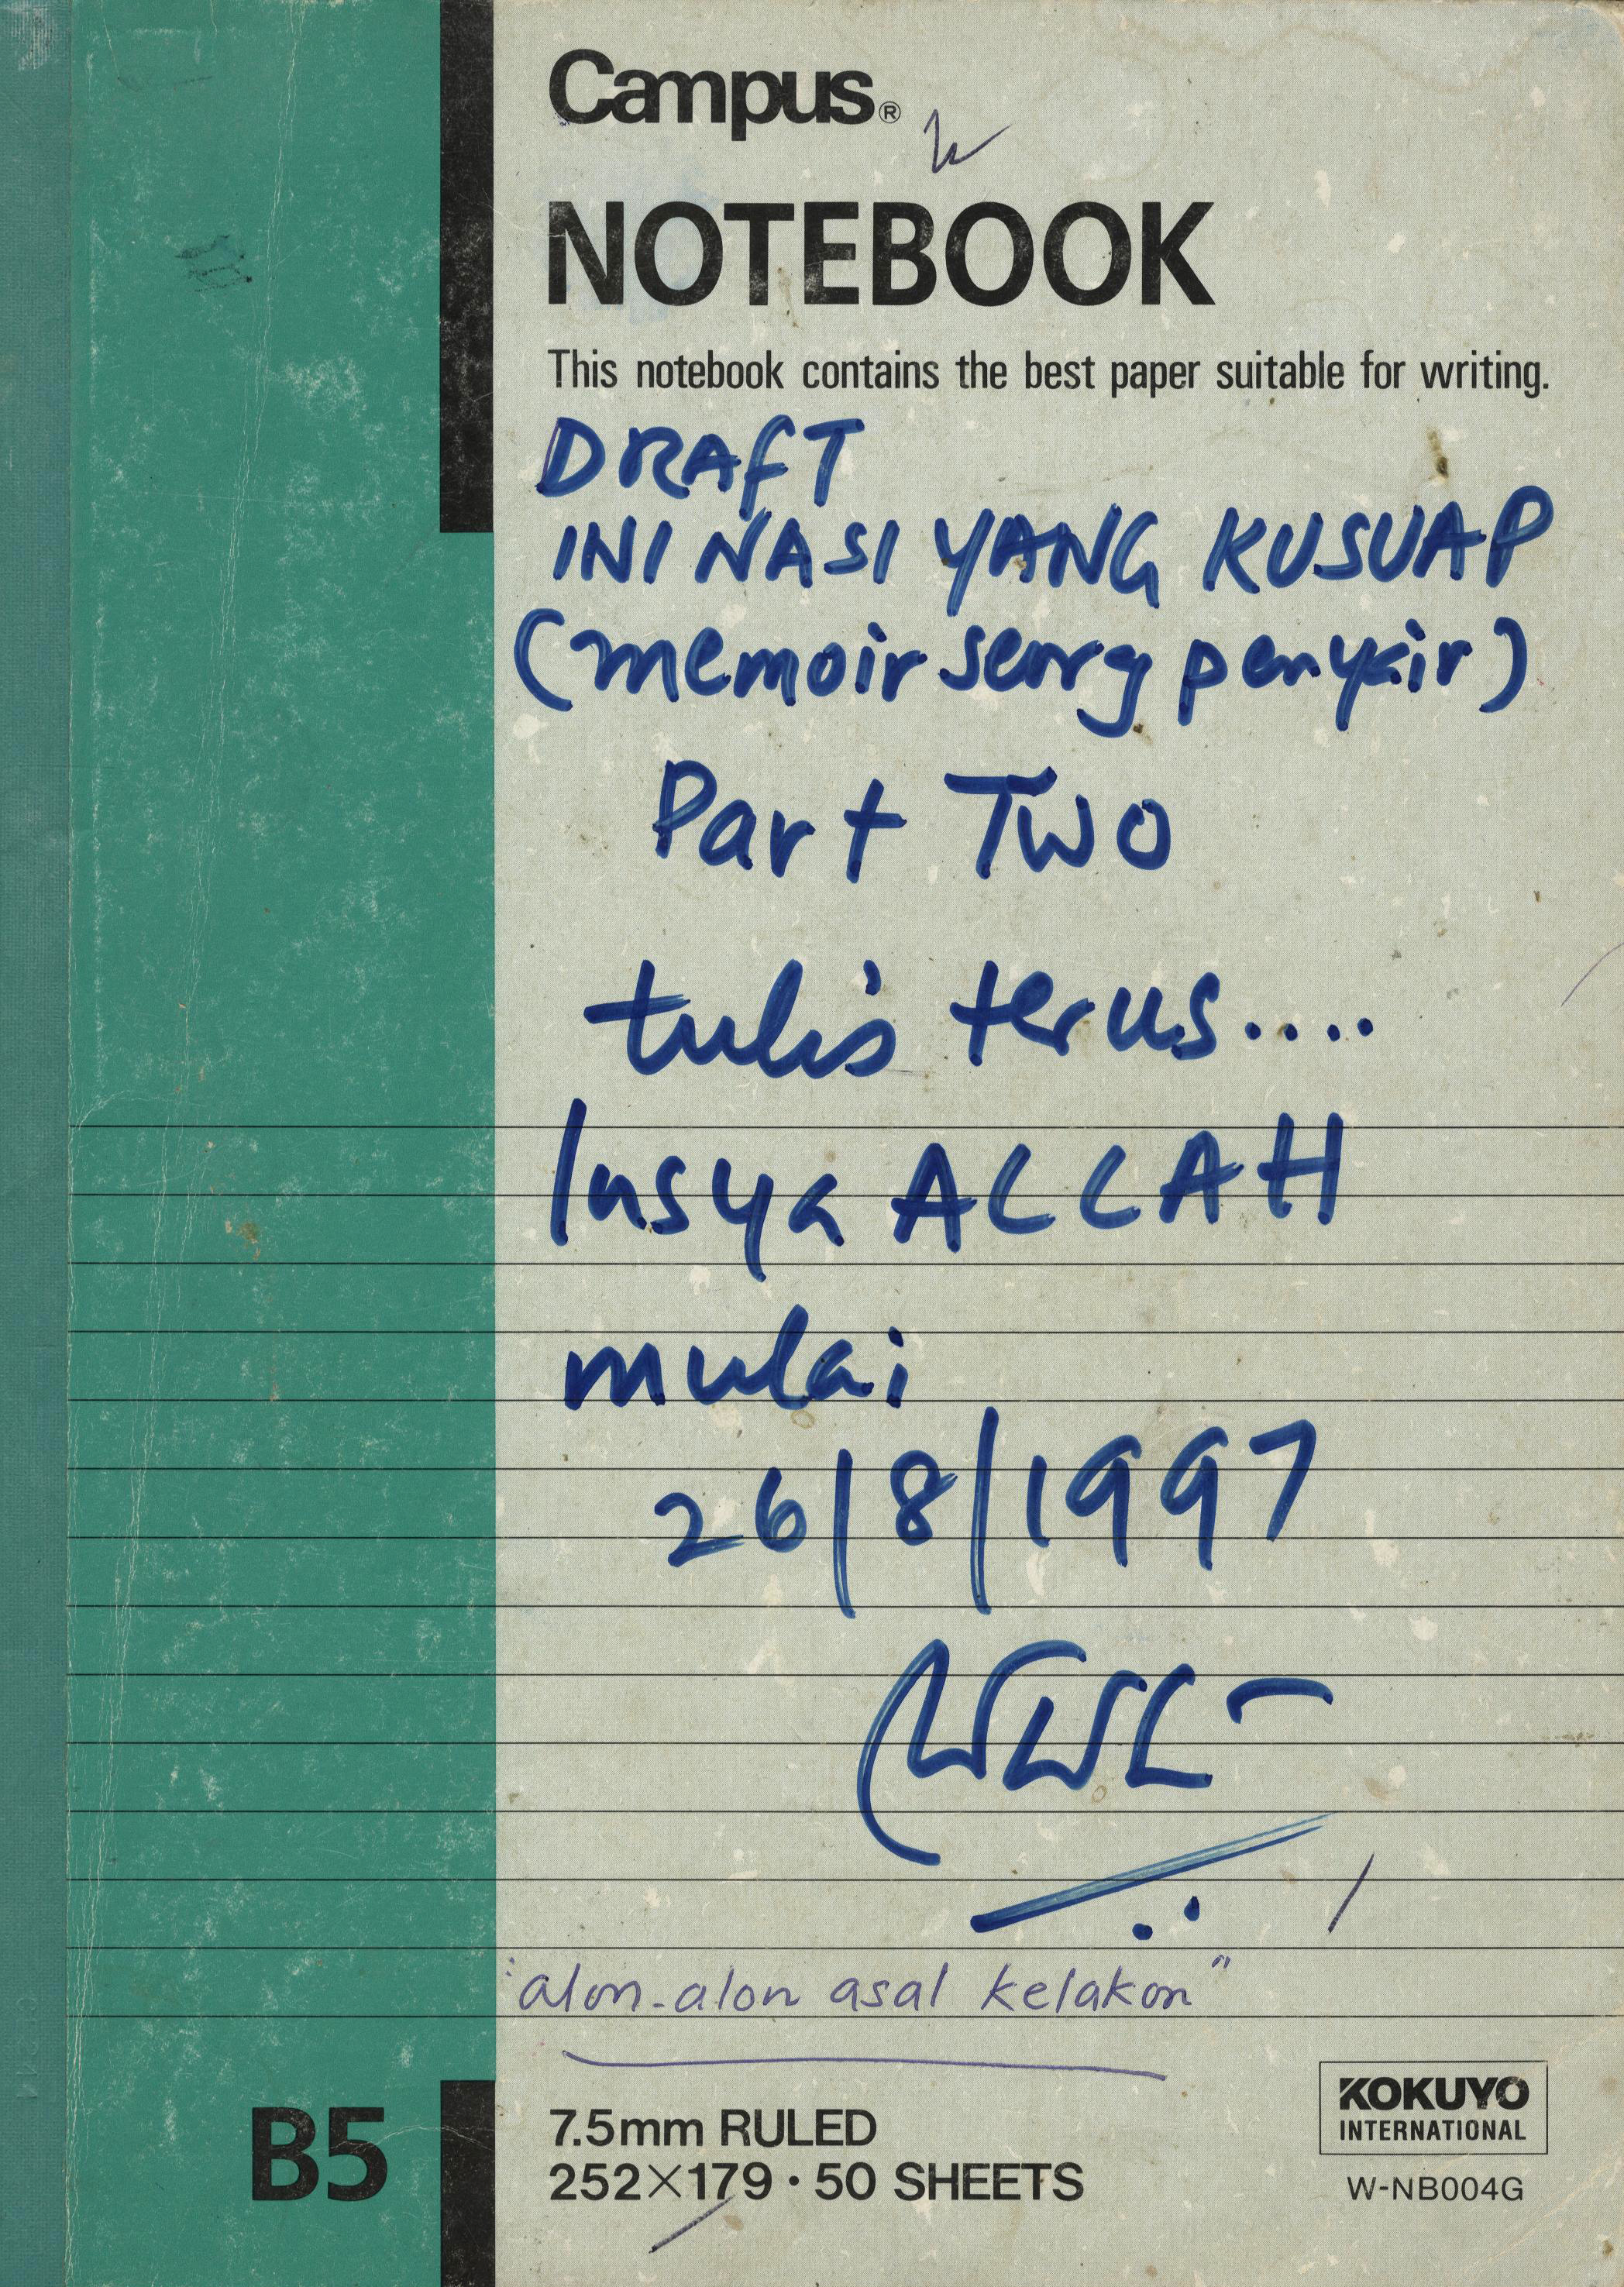 Campus®
NOTEBOOK
This notebook contains the best paper suitable for writing.
DRAFT
INI NASI YANG KUSUAP
(memoir seorg penyair)
Part Two
tulis terus....
Insya ALLAH
mulai
26/8/1997
"alon-alon asal kelakon"
B5
7.5mm RULED
252×179・50 SHEETS
KOKUYO
INTERNATIONAL
W-NB004G